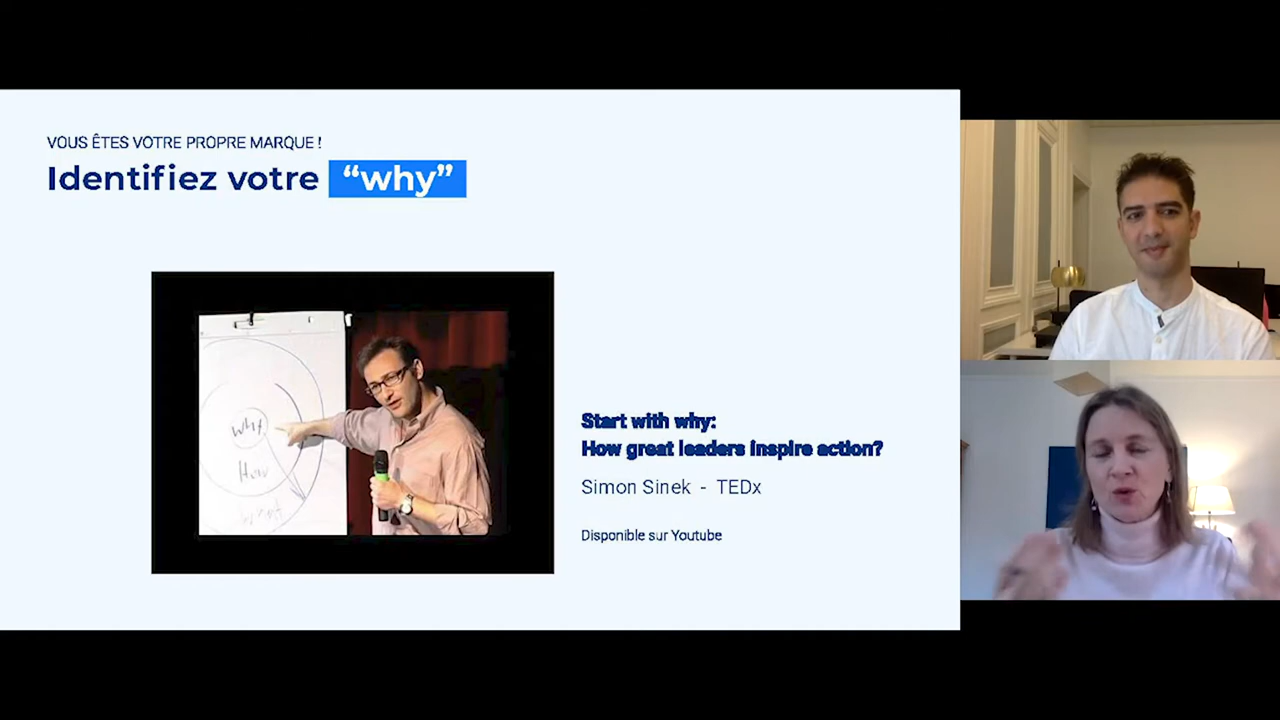 VOUS ÊTES VOTRE PROPRE MARQUE !
Identifiez votre “why”
why
How
What
Start with why:
How great leaders inspire action?
Simon Sinek - TEDx
Disponible sur Youtube